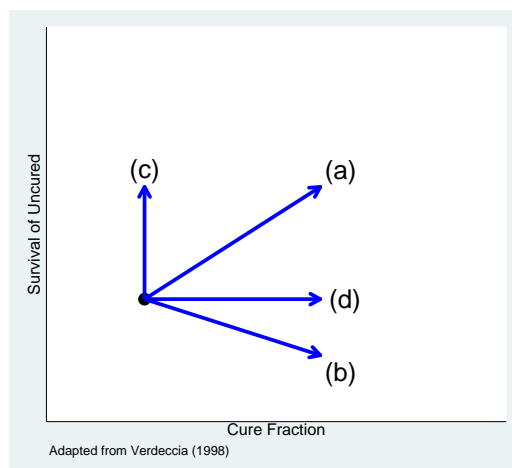 (c)
(a)
Survival of Uncured
(d)
(b)
Cure Fraction
Adapted from Verdeccia (1998)